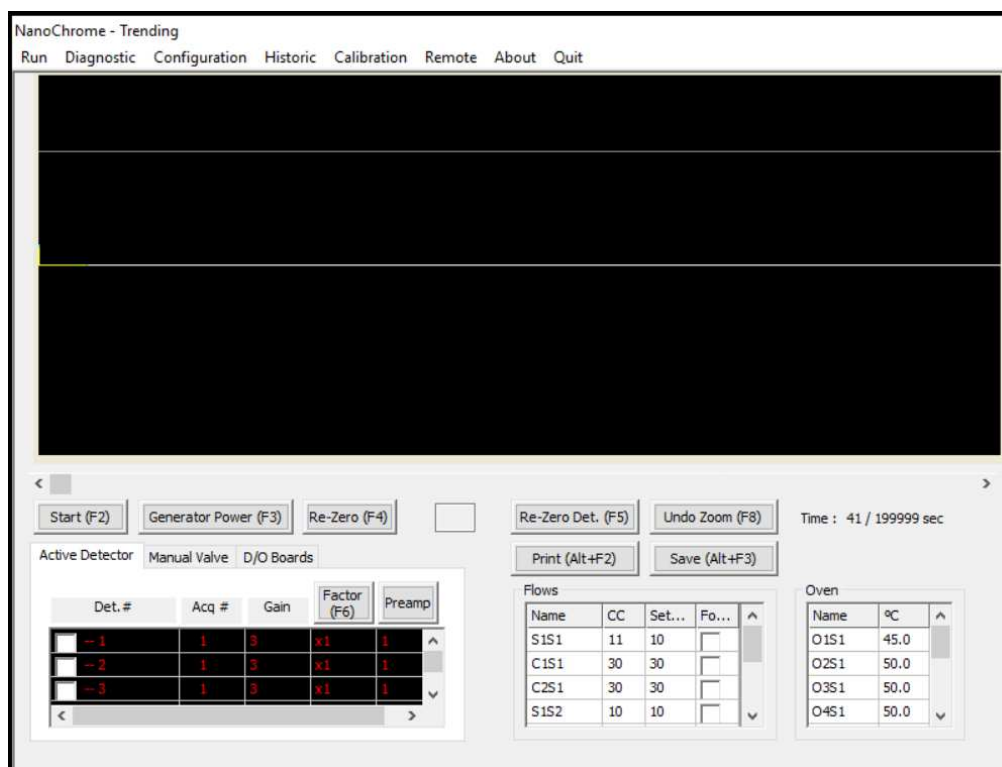 NanoChrome - Trending
Run Diagnostic Configuration Historic Calibration Remote About Quit
Start (F2) Generator Power (F3) Re-Zero (F4) Re-Zero Det. (F5) Undo Zoom (F8) Time : 41 / 199999 sec
Print (Alt+F2) Save (Alt+F3)
Active Detector Manual Valve D/O Boards
Det. # Acq # Gain Factor (F6) Preamp
-- 1 1 3 x1 1
-- 2 1 3 x1 1
-- 3 1 3 x1 1
Flows
Name CC Set... Fo...
S1S1 11 10
C1S1 30 30
C2S1 30 30
S1S2 10 10
Oven
Name ºC
O1S1 45.0
O2S1 50.0
O3S1 50.0
O4S1 50.0